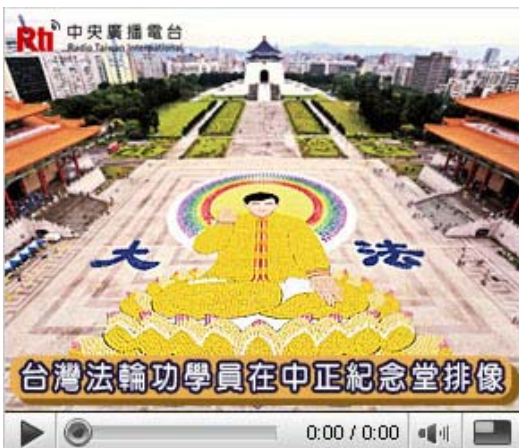 Rti 中央廣播電台
Radio Taiwan International
大 法
台灣法輪功學員在中正紀念堂排像
0:00 / 0:00